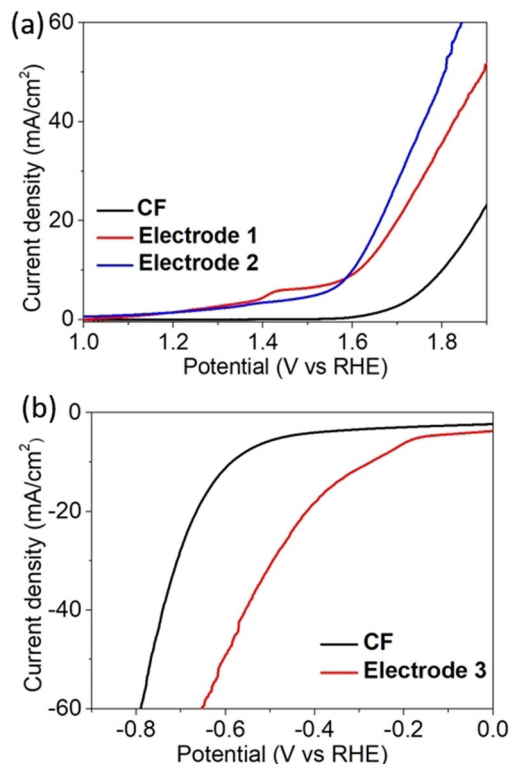 (a)
60
40
20
0
Current density (mA/cm²)
CF
Electrode 1
Electrode 2
1.0 1.2 1.4 1.6 1.8
Potential (V vs RHE)
(b)
0
-20
-40
-60
Current density (mA/cm²)
CF
Electrode 3
-0.8 -0.6 -0.4 -0.2 0.0
Potential (V vs RHE)